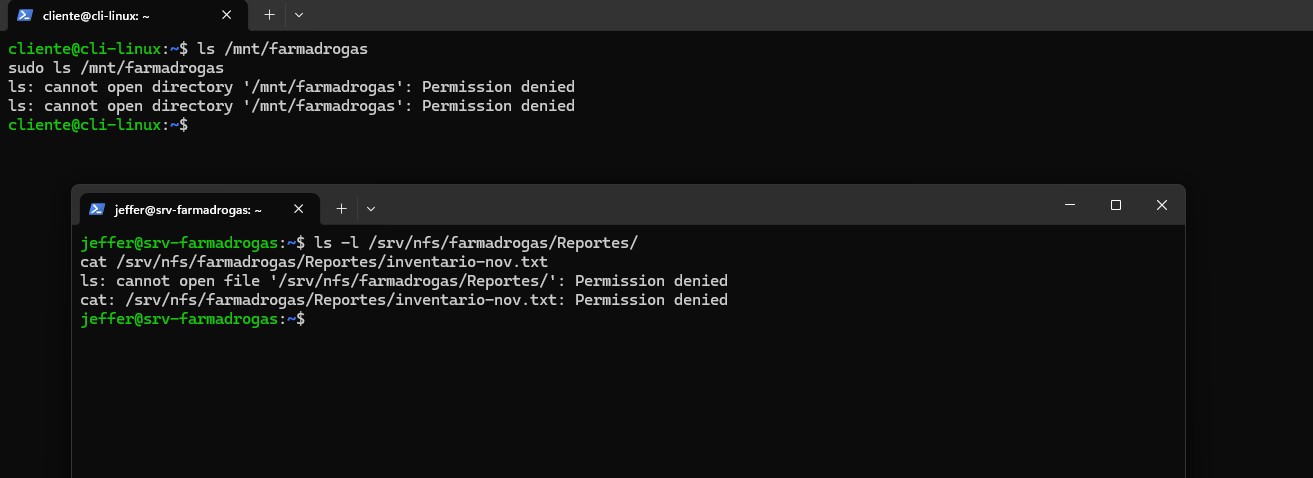 cliente@cli-linux: ~
cliente@cli-linux:~$ ls /mnt/farmadrogas
sudo ls /mnt/farmadrogas
ls: cannot open directory '/mnt/farmadrogas': Permission denied
ls: cannot open directory '/mnt/farmadrogas': Permission denied
cliente@cli-linux:~$
jeffer@srv-farmadrogas: ~
jeffer@srv-farmadrogas:~$ ls -l /srv/nfs/farmadrogas/Reportes/
cat /srv/nfs/farmadrogas/Reportes/inventario-nov.txt
ls: cannot open file '/srv/nfs/farmadrogas/Reportes/': Permission denied
cat: /srv/nfs/farmadrogas/Reportes/inventario-nov.txt: Permission denied
jeffer@srv-farmadrogas:~$